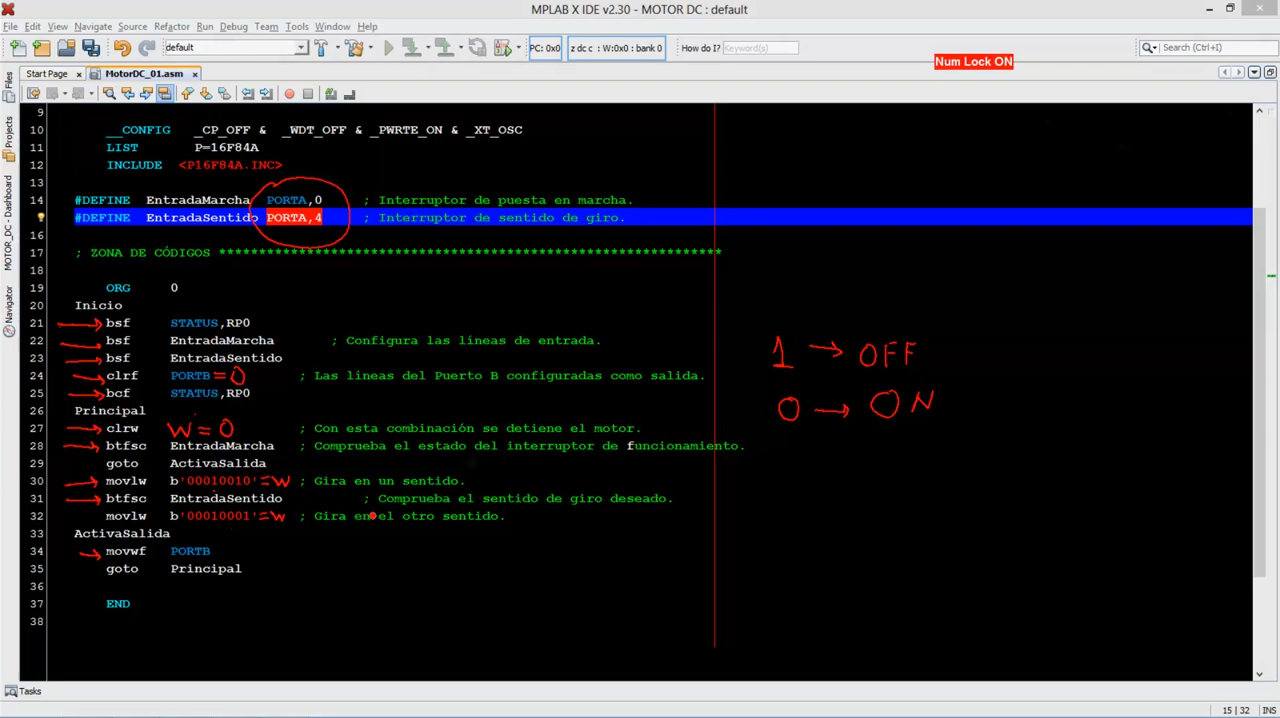 MPLAB X IDE v2.30 - MOTOR DC : default
File Edit View Navigate Source Refactor Run Debug Team Tools Window Help
default PC: 0x0 z dc c : W:0x0 : bank 0 How do I? Keyword(s) Search (Ctrl+I)
Num Lock ON
Start Page MotorDC_01.asm
Files
Projects
MOTOR_DC - Dashboard
Navigator
9
10 __CONFIG _CP_OFF & _WDT_OFF & _PWRTE_ON & _XT_OSC
11 LIST P=16F84A
12 INCLUDE <P16F84A.INC>
13
14 #DEFINE EntradaMarcha PORTA,0 ; Interruptor de puesta en marcha.
#DEFINE EntradaSentido PORTA,4 ; Interruptor de sentido de giro.
16
17 ; ZONA DE CÓDIGOS ***************************************************************
18
19 ORG 0
20 Inicio
21 bsf STATUS,RP0
22 bsf EntradaMarcha ; Configura las líneas de entrada.
23 bsf EntradaSentido
24 clrf PORTB = 0 ; Las líneas del Puerto B configuradas como salida.
25 bcf STATUS,RP0
26 Principal
27 clrw W = 0 ; Con esta combinación se detiene el motor.
28 btfsc EntradaMarcha ; Comprueba el estado del interruptor de funcionamiento.
29 goto ActivaSalida
30 movlw b'00010010' = W ; Gira en un sentido.
31 btfsc EntradaSentido ; Comprueba el sentido de giro deseado.
32 movlw b'00010001' = W ; Gira en el otro sentido.
33 ActivaSalida
34 movwf PORTB
35 goto Principal
36
37 END
38
1 → OFF
0 → ON
Tasks
15 | 32 INS